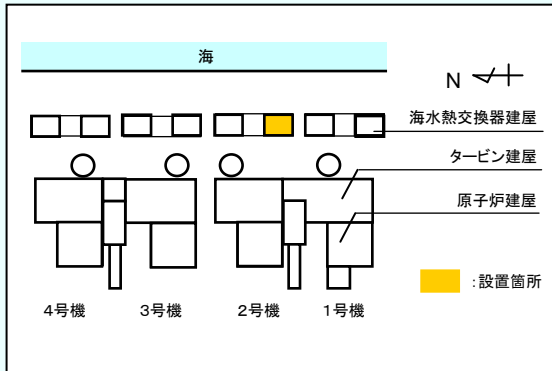 海
N
海水熱交換器建屋
タービン建屋
原子炉建屋
:設置箇所
4号機 3号機 2号機 1号機